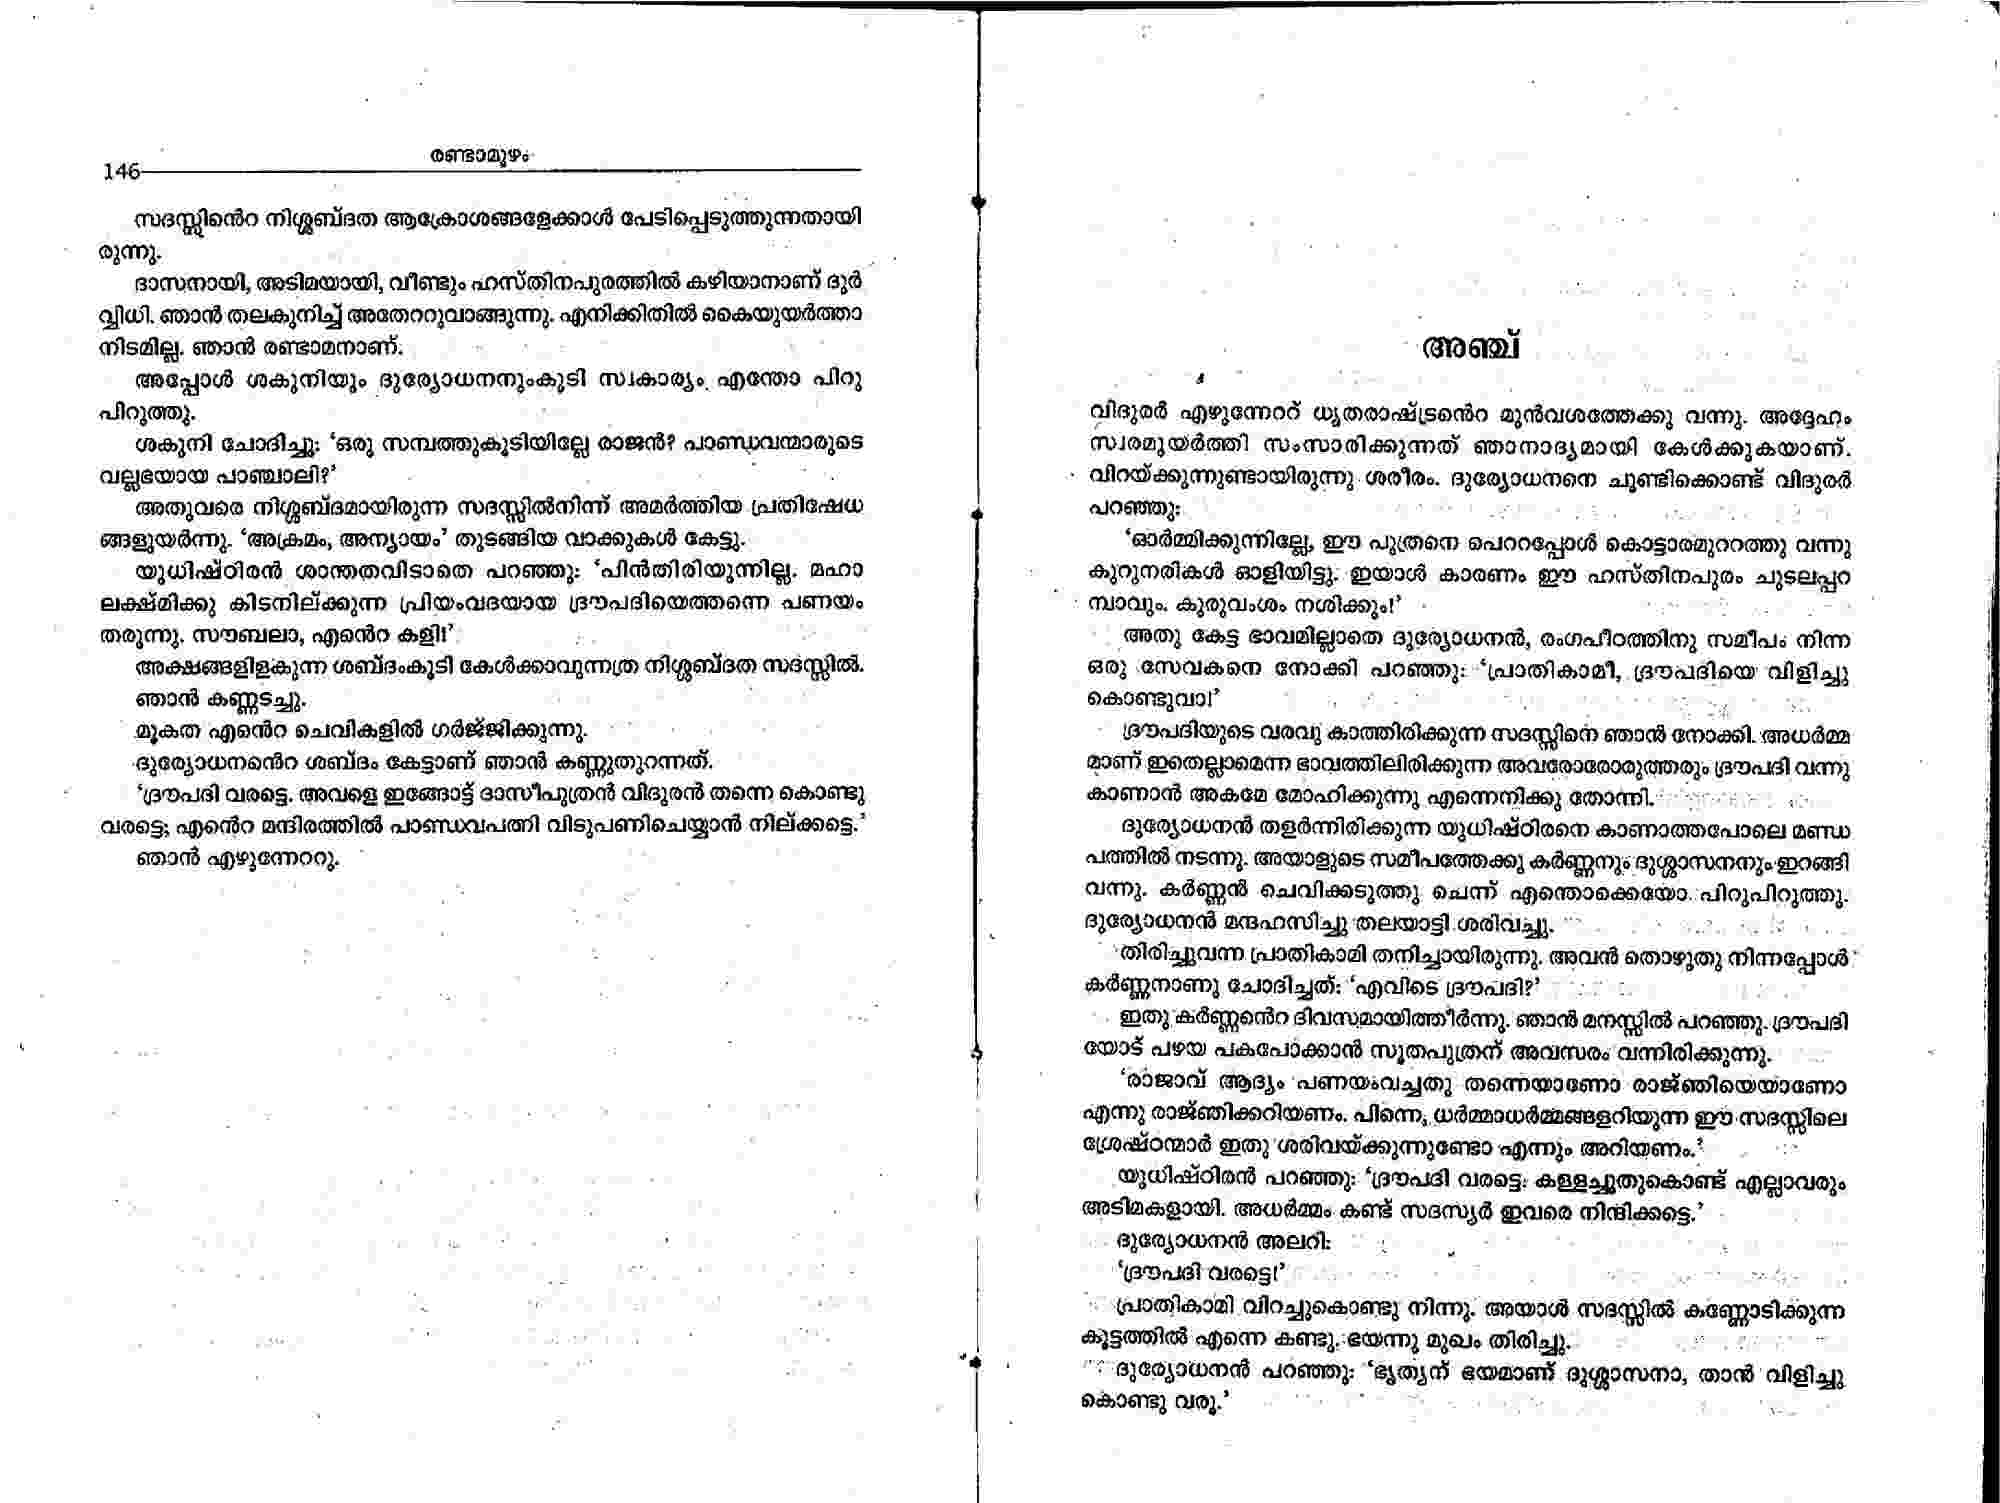 രണ്ടാമൂഴം
146
സദസ്സിൻെറ നിശ്ശബ്ദത ആക്രോശങ്ങളേക്കാൾ പേടിപ്പെടുത്തുന്നതായി
രുന്നു.
ദാസനായി, അടിമയായി, വീണ്ടും ഹസ്തിനപുരത്തിൽ കഴിയാനാണ് ദുർ
വ്വിധി. ഞാൻ തലകുനിച്ച് അതേററുവാങ്ങുന്നു. എനിക്കിതിൽ കൈയുയർത്താ
നിടമില്ല. ഞാൻ രണ്ടാമനാണ്.
അപ്പോൾ ശകുനിയും ദുര്യോധനനുംകൂടി സ്വകാര്യം എന്തോ പിറു
പിറുത്തു.
ശകുനി ചോദിച്ചു: ‘ഒരു സമ്പത്തുകൂടിയില്ലേ രാജൻ? പാണ്ഡവന്മാരുടെ
വല്ലഭയായ പാഞ്ചാലി?’
അതുവരെ നിശ്ശബ്ദമായിരുന്ന സദസ്സിൽനിന്ന് അമർത്തിയ പ്രതിഷേധ
ങ്ങളുയർന്നു. ‘അക്രമം, അന്യായം’ തുടങ്ങിയ വാക്കുകൾ കേട്ടു.
യുധിഷ്ഠിരൻ ശാന്തതവിടാതെ പറഞ്ഞു: ‘പിൻതിരിയുന്നില്ല. മഹാ
ലക്ഷ്മിക്കു കിടനില്ക്കുന്ന പ്രിയംവദയായ ദ്രൗപദിയെത്തന്നെ പണയം
തരുന്നു. സൗബലാ, എൻെറ കളി!’
അക്ഷങ്ങളിളകുന്ന ശബ്ദംകൂടി കേൾക്കാവുന്നത്ര നിശ്ശബ്ദത സദസ്സിൽ.
ഞാൻ കണ്ണടച്ചു.
മൂകത എൻെറ ചെവികളിൽ ഗർജ്ജിക്കുന്നു.
ദുര്യോധനൻെറ ശബ്ദം കേട്ടാണ് ഞാൻ കണ്ണുതുറന്നത്.
‘ദ്രൗപദി വരട്ടെ. അവളെ ഇങ്ങോട്ട് ദാസീപുത്രൻ വിദുരൻ തന്നെ കൊണ്ടു
വരട്ടെ; എൻെറ മന്ദിരത്തിൽ പാണ്ഡവപത്നി വിടുപണിചെയ്യാൻ നില്ക്കട്ടെ.’
ഞാൻ എഴുന്നേററു.
അഞ്ച്
വിദുരർ എഴുന്നേററ് ധൃതരാഷ്ട്രൻെറ മുൻവശത്തേക്കു വന്നു. അദ്ദേഹം
സ്വരമുയർത്തി സംസാരിക്കുന്നത് ഞാനാദ്യമായി കേൾക്കുകയാണ്.
വിറയ്ക്കുന്നുണ്ടായിരുന്നു ശരീരം. ദുര്യോധനനെ ചൂണ്ടിക്കൊണ്ട് വിദുരർ
പറഞ്ഞു:
‘ഓർമ്മിക്കുന്നില്ലേ, ഈ പുത്രനെ പെററപ്പോൾ കൊട്ടാരമുററത്തു വന്നു
കുറുനരികൾ ഓളിയിട്ടു. ഇയാൾ കാരണം ഈ ഹസ്തിനപുരം ചുടലപ്പറ
മ്പാവും. കുരുവംശം നശിക്കും!’
അതു കേട്ട ഭാവമില്ലാതെ ദുര്യോധനൻ, രംഗപീഠത്തിനു സമീപം നിന്ന
ഒരു സേവകനെ നോക്കി പറഞ്ഞു: ‘പ്രാതികാമീ, ദ്രൗപദിയെ വിളിച്ചു
കൊണ്ടുവാ!’
ദ്രൗപദിയുടെ വരവു കാത്തിരിക്കുന്ന സദസ്സിനെ ഞാൻ നോക്കി. അധർമ്മ
മാണ് ഇതെല്ലാമെന്ന ഭാവത്തിലിരിക്കുന്ന അവരോരോരുത്തരും ദ്രൗപദി വന്നു
കാണാൻ അകമേ മോഹിക്കുന്നു എന്നെനിക്കു തോന്നി.
ദുര്യോധനൻ തളർന്നിരിക്കുന്ന യുധിഷ്ഠിരനെ കാണാത്തപോലെ മണ്ഡ
പത്തിൽ നടന്നു. അയാളുടെ സമീപത്തേക്കു കർണ്ണനും ദുശ്ശാസനനും ഇറങ്ങി
വന്നു. കർണ്ണൻ ചെവിക്കടുത്തു ചെന്ന് എന്തൊക്കെയോ പിറുപിറുത്തു.
ദുര്യോധനൻ മന്ദഹസിച്ചു തലയാട്ടി ശരിവച്ചു.
തിരിച്ചുവന്ന പ്രാതികാമി തനിച്ചായിരുന്നു. അവൻ തൊഴുതു നിന്നപ്പോൾ
കർണ്ണനാണു ചോദിച്ചത്: ‘എവിടെ ദ്രൗപദി?’
ഇതു കർണ്ണൻെറ ദിവസമായിത്തീർന്നു. ഞാൻ മനസ്സിൽ പറഞ്ഞു. ദ്രൗപദി
യോട് പഴയ പകപോക്കാൻ സൂതപുത്രന് അവസരം വന്നിരിക്കുന്നു.
‘രാജാവ് ആദ്യം പണയംവച്ചതു തന്നെയാണോ രാജ്ഞിയെയാണോ
എന്നു രാജ്ഞിക്കറിയണം. പിന്നെ, ധർമ്മാധർമ്മങ്ങളറിയുന്ന ഈ സദസ്സിലെ
ശ്രേഷ്ഠന്മാർ ഇതു ശരിവയ്ക്കുന്നുണ്ടോ എന്നും അറിയണം.’
യുധിഷ്ഠിരൻ പറഞ്ഞു: ‘ദ്രൗപദി വരട്ടെ. കള്ളച്ചൂതുകൊണ്ട് എല്ലാവരും
അടിമകളായി. അധർമ്മം കണ്ട് സദസ്യർ ഇവരെ നിന്ദിക്കട്ടെ.’
ദുര്യോധനൻ അലറി:
‘ദ്രൗപദി വരട്ടെ!’
പ്രാതികാമി വിറച്ചുകൊണ്ടു നിന്നു. അയാൾ സദസ്സിൽ കണ്ണോടിക്കുന്ന
കൂട്ടത്തിൽ എന്നെ കണ്ടു. ഭയന്നു മുഖം തിരിച്ചു.
ദുര്യോധനൻ പറഞ്ഞു: ‘ഭൃത്യന് ഭയമാണ് ദുശ്ശാസനാ, താൻ വിളിച്ചു
കൊണ്ടു വരൂ.’